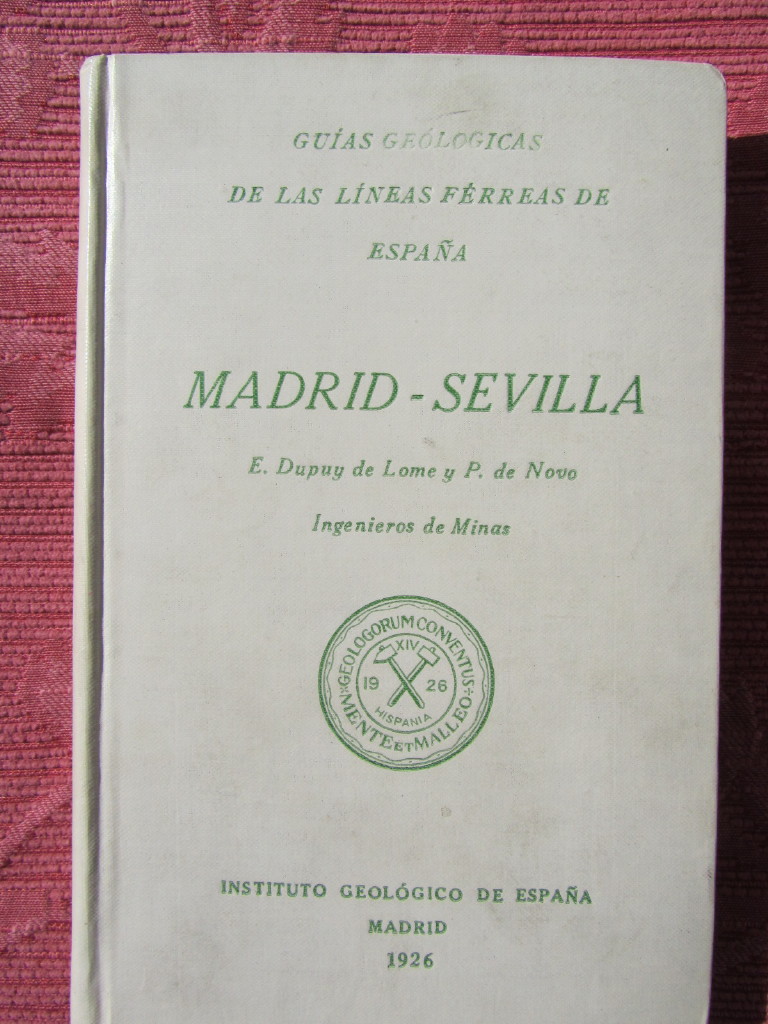 GUÍAS GEÓLOGICAS
DE LAS LÍNEAS FÉRREAS DE
ESPAÑA
MADRID - SEVILLA
E. Dupuy de Lome y P. de Novo
Ingenieros de Minas
GEOLOGORUM CONVENTUS
XIV
19 26
HISPANIA
MENTE ET MALLEO
INSTITUTO GEOLÓGICO DE ESPAÑA
MADRID
1926